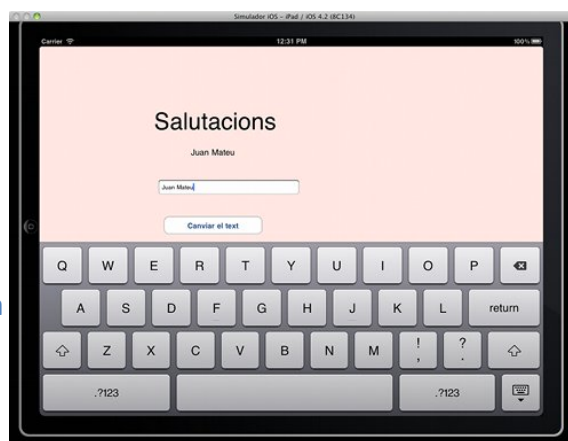 Simulador iOS – iPad / iOS 4.2 (8C134)
Carrier 12:31 PM 100%
Salutacions
Juan Mateu
Juan Mateu
Canviar el text
Q W E R T Y U I O P
A S D F G H J K L return
Z X C V B N M ! , ? .
.?123 .?123